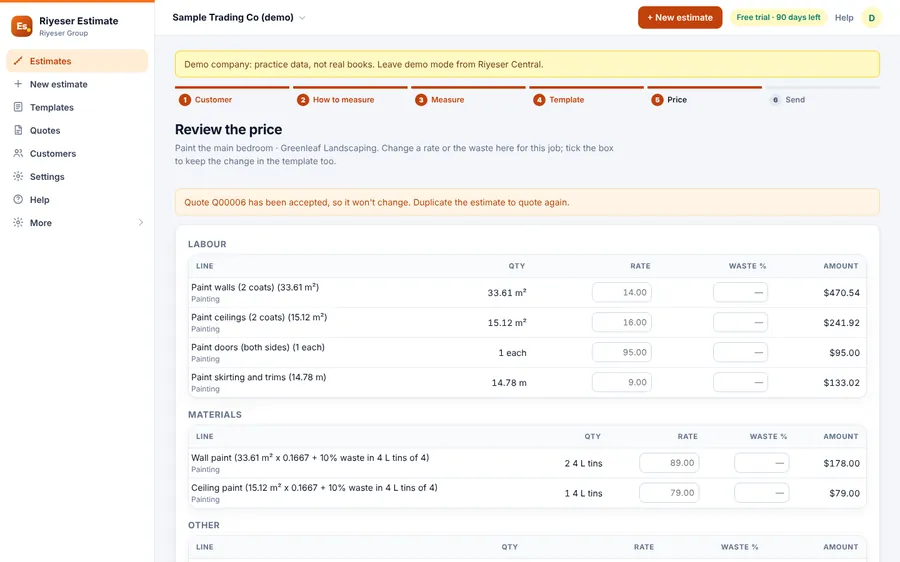 Es
Riyeser Estimate
Riyeser Group
Estimates
New estimate
Templates
Quotes
Customers
Settings
Help
More
Sample Trading Co (demo)
+ New estimate
Free trial · 90 days left
Help
D
Demo company: practice data, not real books. Leave demo mode from Riyeser Central.
1 Customer
2 How to measure
3 Measure
4 Template
5 Price
6 Send
Review the price
Paint the main bedroom · Greenleaf Landscaping. Change a rate or the waste here for this job; tick the box
to keep the change in the template too.
Quote Q00006 has been accepted, so it won't change. Duplicate the estimate to quote again.
LABOUR
LINE QTY RATE WASTE % AMOUNT
Paint walls (2 coats) (33.61 m²) 33.61 m² 14.00 — $470.54
Painting
Paint ceilings (2 coats) (15.12 m²) 15.12 m² 16.00 — $241.92
Painting
Paint doors (both sides) (1 each) 1 each 95.00 — $95.00
Painting
Paint skirting and trims (14.78 m) 14.78 m 9.00 — $133.02
Painting
MATERIALS
LINE QTY RATE WASTE % AMOUNT
Wall paint (33.61 m² x 0.1667 + 10% waste in 4 L tins of 4) 2 4 L tins 89.00 — $178.00
Painting
Ceiling paint (15.12 m² x 0.1667 + 10% waste in 4 L tins of 4) 1 4 L tins 79.00 — $79.00
Painting
OTHER
LINE QTY RATE WASTE % AMOUNT